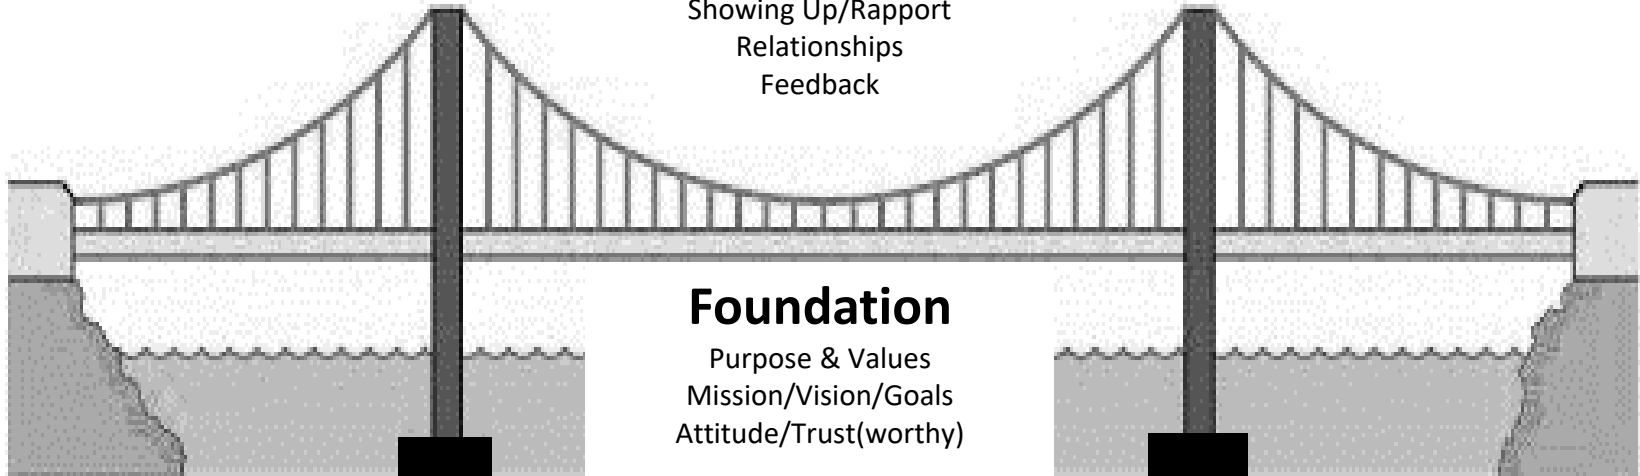 Showing Up/Rapport
Relationships
Feedback
Foundation
Purpose & Values
Mission/Vision/Goals
Attitude/Trust(worthy)